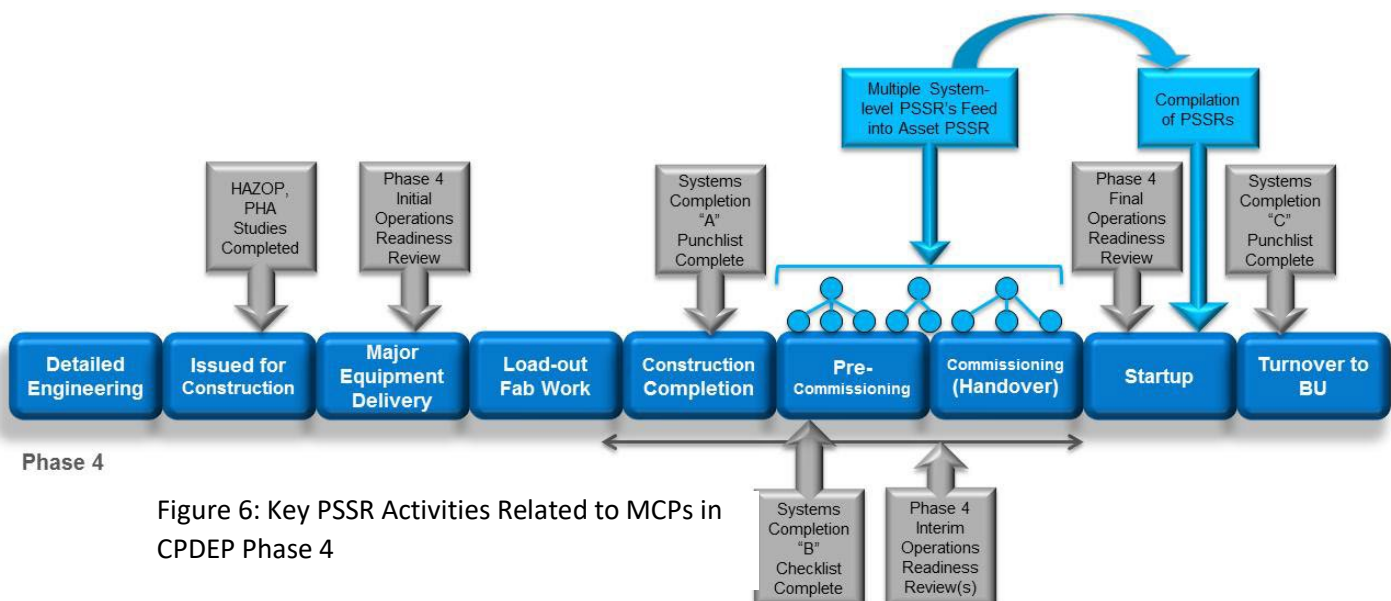 Multiple System-
level PSSR's Feed
into Asset PSSR
Compilation
of PSSRs
HAZOP,
PHA
Studies
Completed
Phase 4
Initial
Operations
Readiness
Review
Systems
Completion
"A"
Punchlist
Complete
Phase 4
Final
Operations
Readiness
Review
Systems
Completion
"C"
Punchlist
Complete
Detailed
Engineering
Issued for
Construction
Major
Equipment
Delivery
Load-out
Fab Work
Construction
Completion
Pre-
Commissioning
Commissioning
(Handover)
Startup
Turnover to
BU
Phase 4
Figure 6: Key PSSR Activities Related to MCPs in
CPDEP Phase 4
Systems
Completion
"B"
Checklist
Complete
Phase 4
Interim
Operations
Readiness
Review(s)